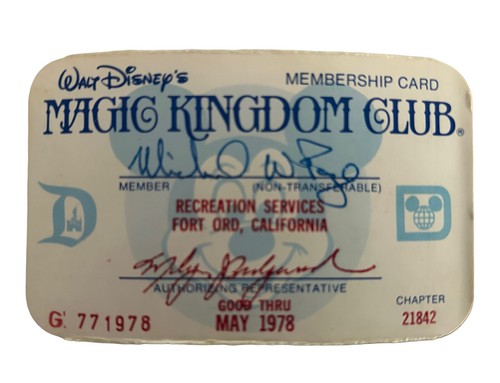 WALT DISNEY'S
MEMBERSHIP CARD
MAGIC KINGDOM CLUB®
Michael W
MEMBER (NON-TRANSFERABLE)
RECREATION SERVICES
FORT ORD, CALIFORNIA
D
AUTHORIZING REPRESENTATIVE
GOOD THRU
MAY 1978
G' 771978
CHAPTER
21842